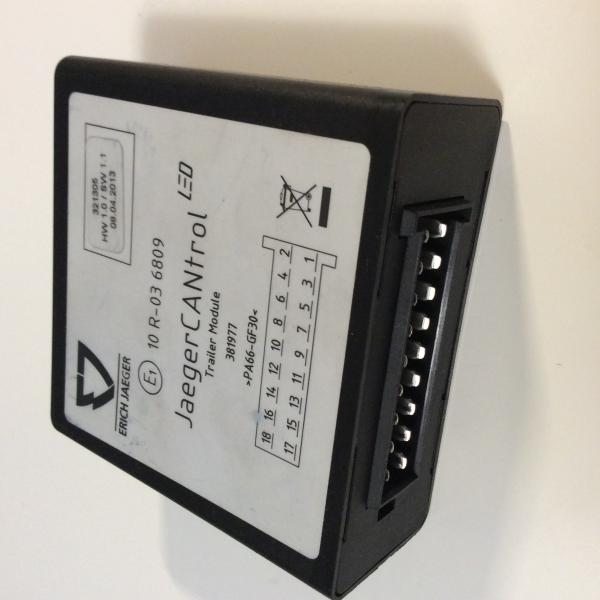 ERICH JAEGER
321305
HW 1.0 / SW 1.1
08.04.2013
E1 10 R-03 6809
JaegerCANtrol LED
Trailer Module
381977
>PA66-GF30<
18 16 14 12 10 8 6 4 2
17 15 13 11 9 7 5 3 1